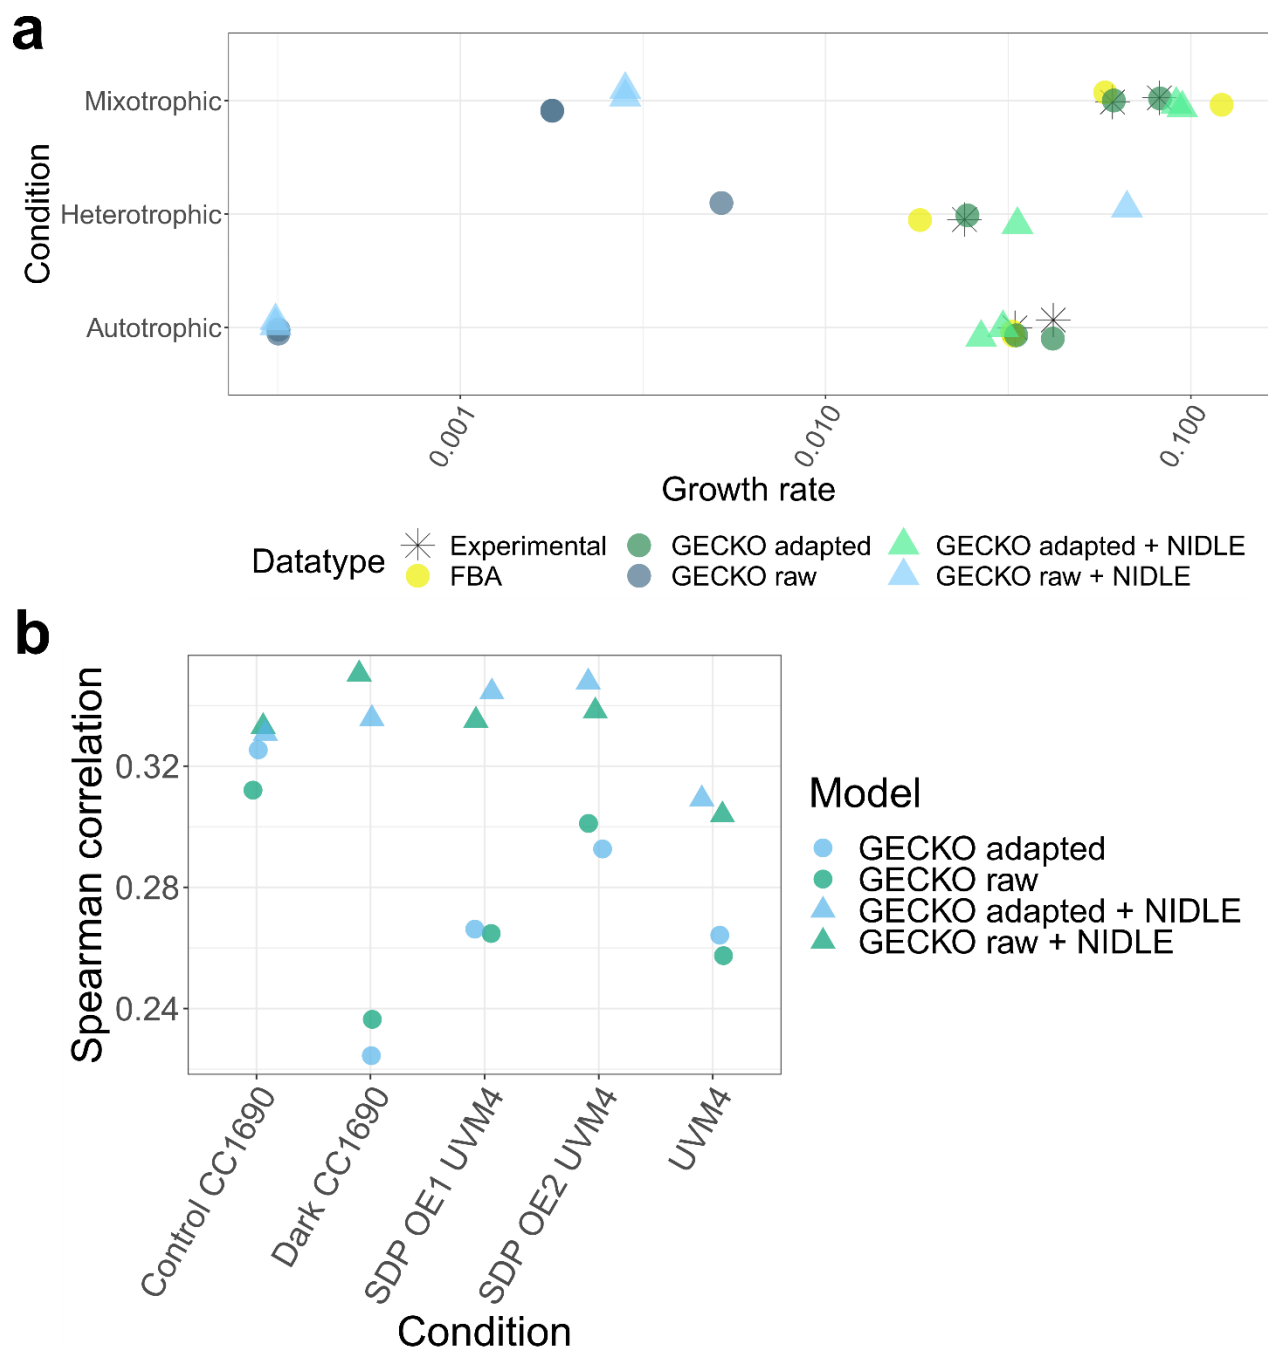 a
Condition
Mixotrophic
Heterotrophic
Autotrophic
0.001
0.010
0.100
Growth rate
Datatype
Experimental
GECKO adapted
GECKO adapted + NIDLE
FBA
GECKO raw
GECKO raw + NIDLE
b
Spearman correlation
0.32
0.28
0.24
Control CC1690
Dark CC1690
SDP OE1 UVM4
SDP OE2 UVM4
UVM4
Condition
Model
GECKO adapted
GECKO raw
GECKO adapted + NIDLE
GECKO raw + NIDLE